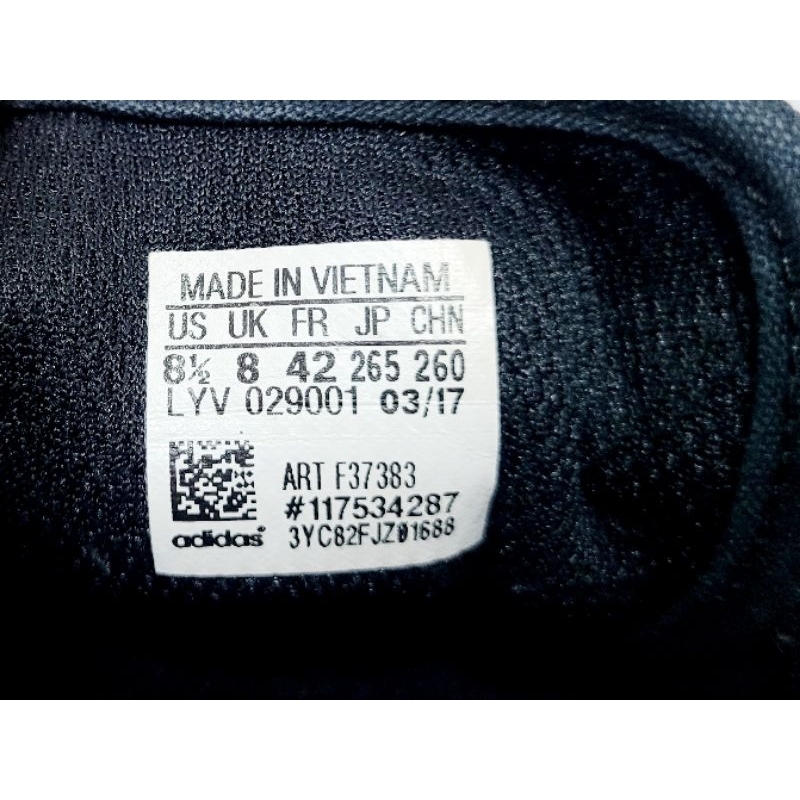 MADE IN VIETNAM
US UK FR JP CHN
8½ 8 42 265 260
LYV 029001 03/17
ART F37383
#117534287
adidas
3YC82FJZ01688